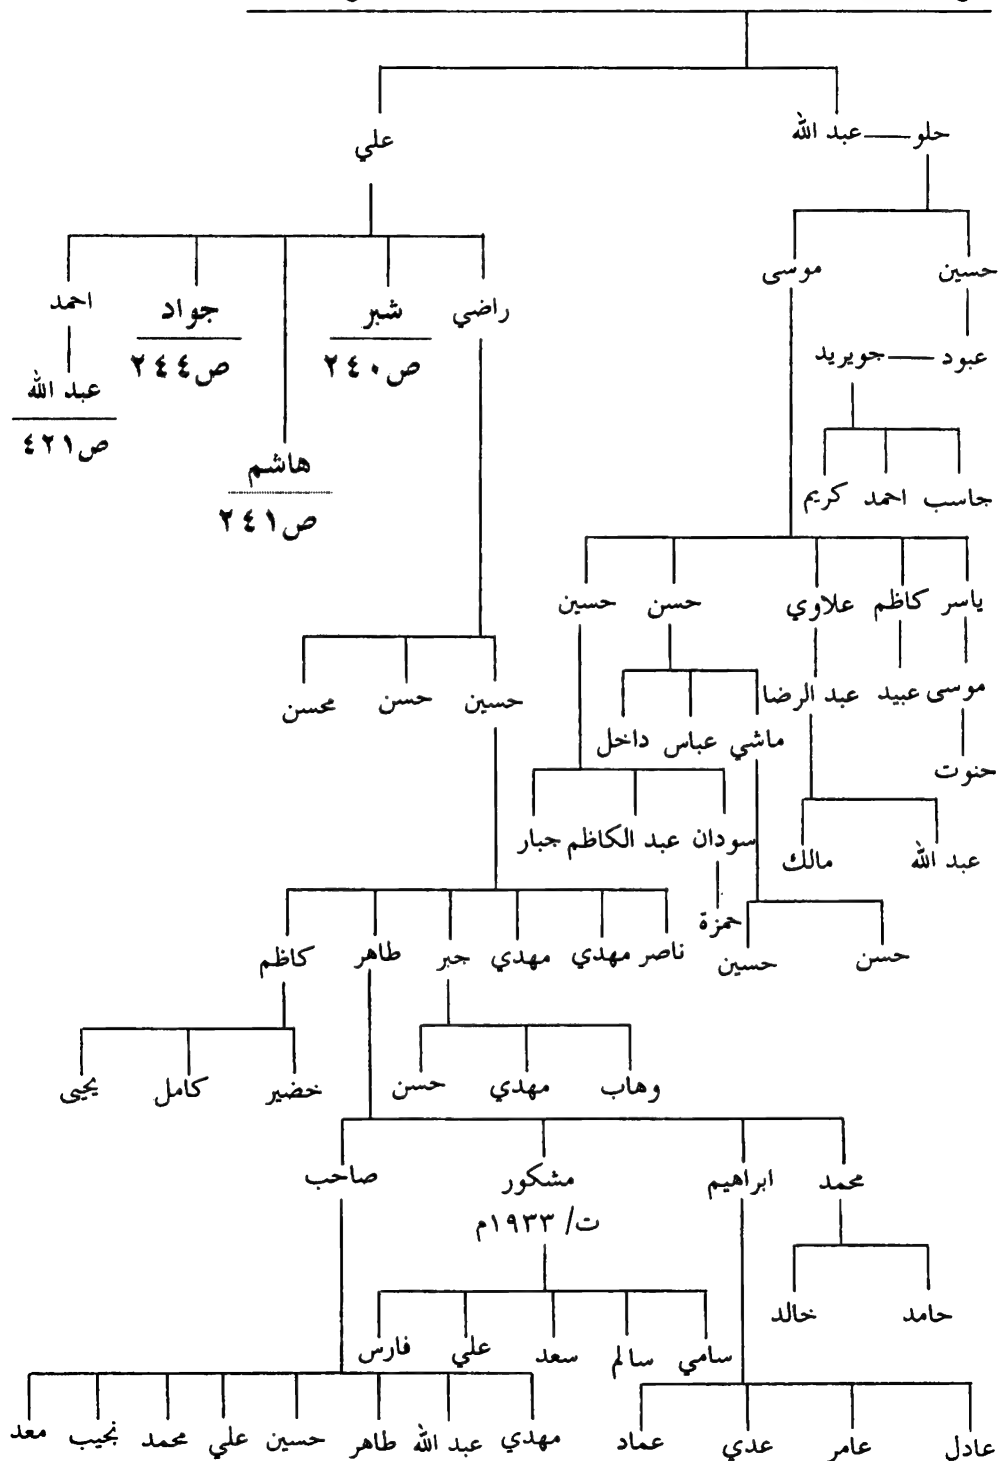 حلو عبد الله علي
حسين موسى
راضي شبر جواد احمد
ص٢٤٠ ص٢٤٤
عبود جويريد
عبد الله
ص٤٢١
هاشم
ص٢٤١
جاسب احمد كريم
ياسر كاظم علاوي حسن حسين
موسى عبيد عبد الرضا
حسين حسن محسن
ماشي عباس داخل
حنوت
سودان عبد الكاظم جبار
عبد الله مالك
حمزة
حسن حسين
ناصر مهدي مهدي جبر طاهر كاظم
وهاب مهدي حسن
خضير كامل يحيى
محمد ابراهيم مشكور صاحب
ت/ ١٩٣٣م
حامد خالد
سامي سالم سعد علي فارس
عادل عامر عدي عماد
مهدي عبد الله طاهر حسين علي محمد نجيب معد